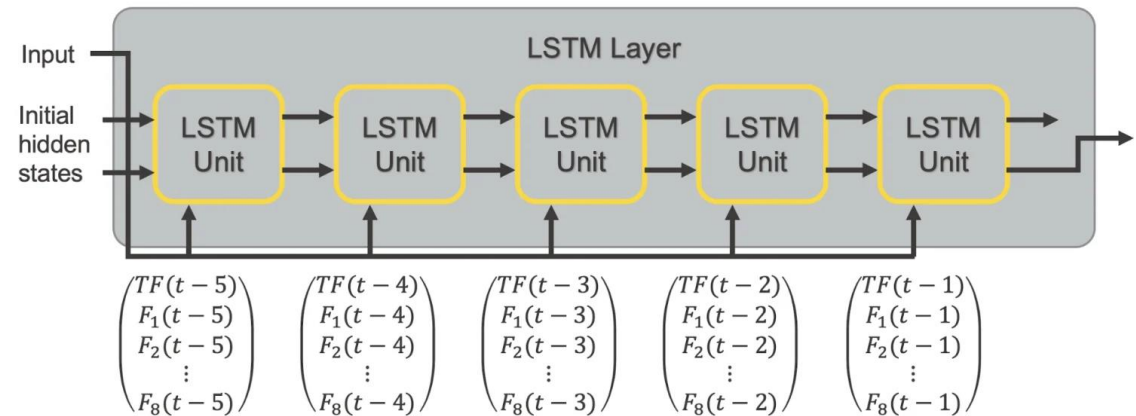 LSTM Layer
Input
Initial
hidden
states
LSTM
Unit
LSTM
Unit
LSTM
Unit
LSTM
Unit
LSTM
Unit
TF(t − 5)
F₁(t − 5)
F₂(t − 5)
⋮
F₈(t − 5)
TF(t − 4)
F₁(t − 4)
F₂(t − 4)
⋮
F₈(t − 4)
TF(t − 3)
F₁(t − 3)
F₂(t − 3)
⋮
F₈(t − 3)
TF(t − 2)
F₁(t − 2)
F₂(t − 2)
⋮
F₈(t − 2)
TF(t − 1)
F₁(t − 1)
F₂(t − 1)
⋮
F₈(t − 1)